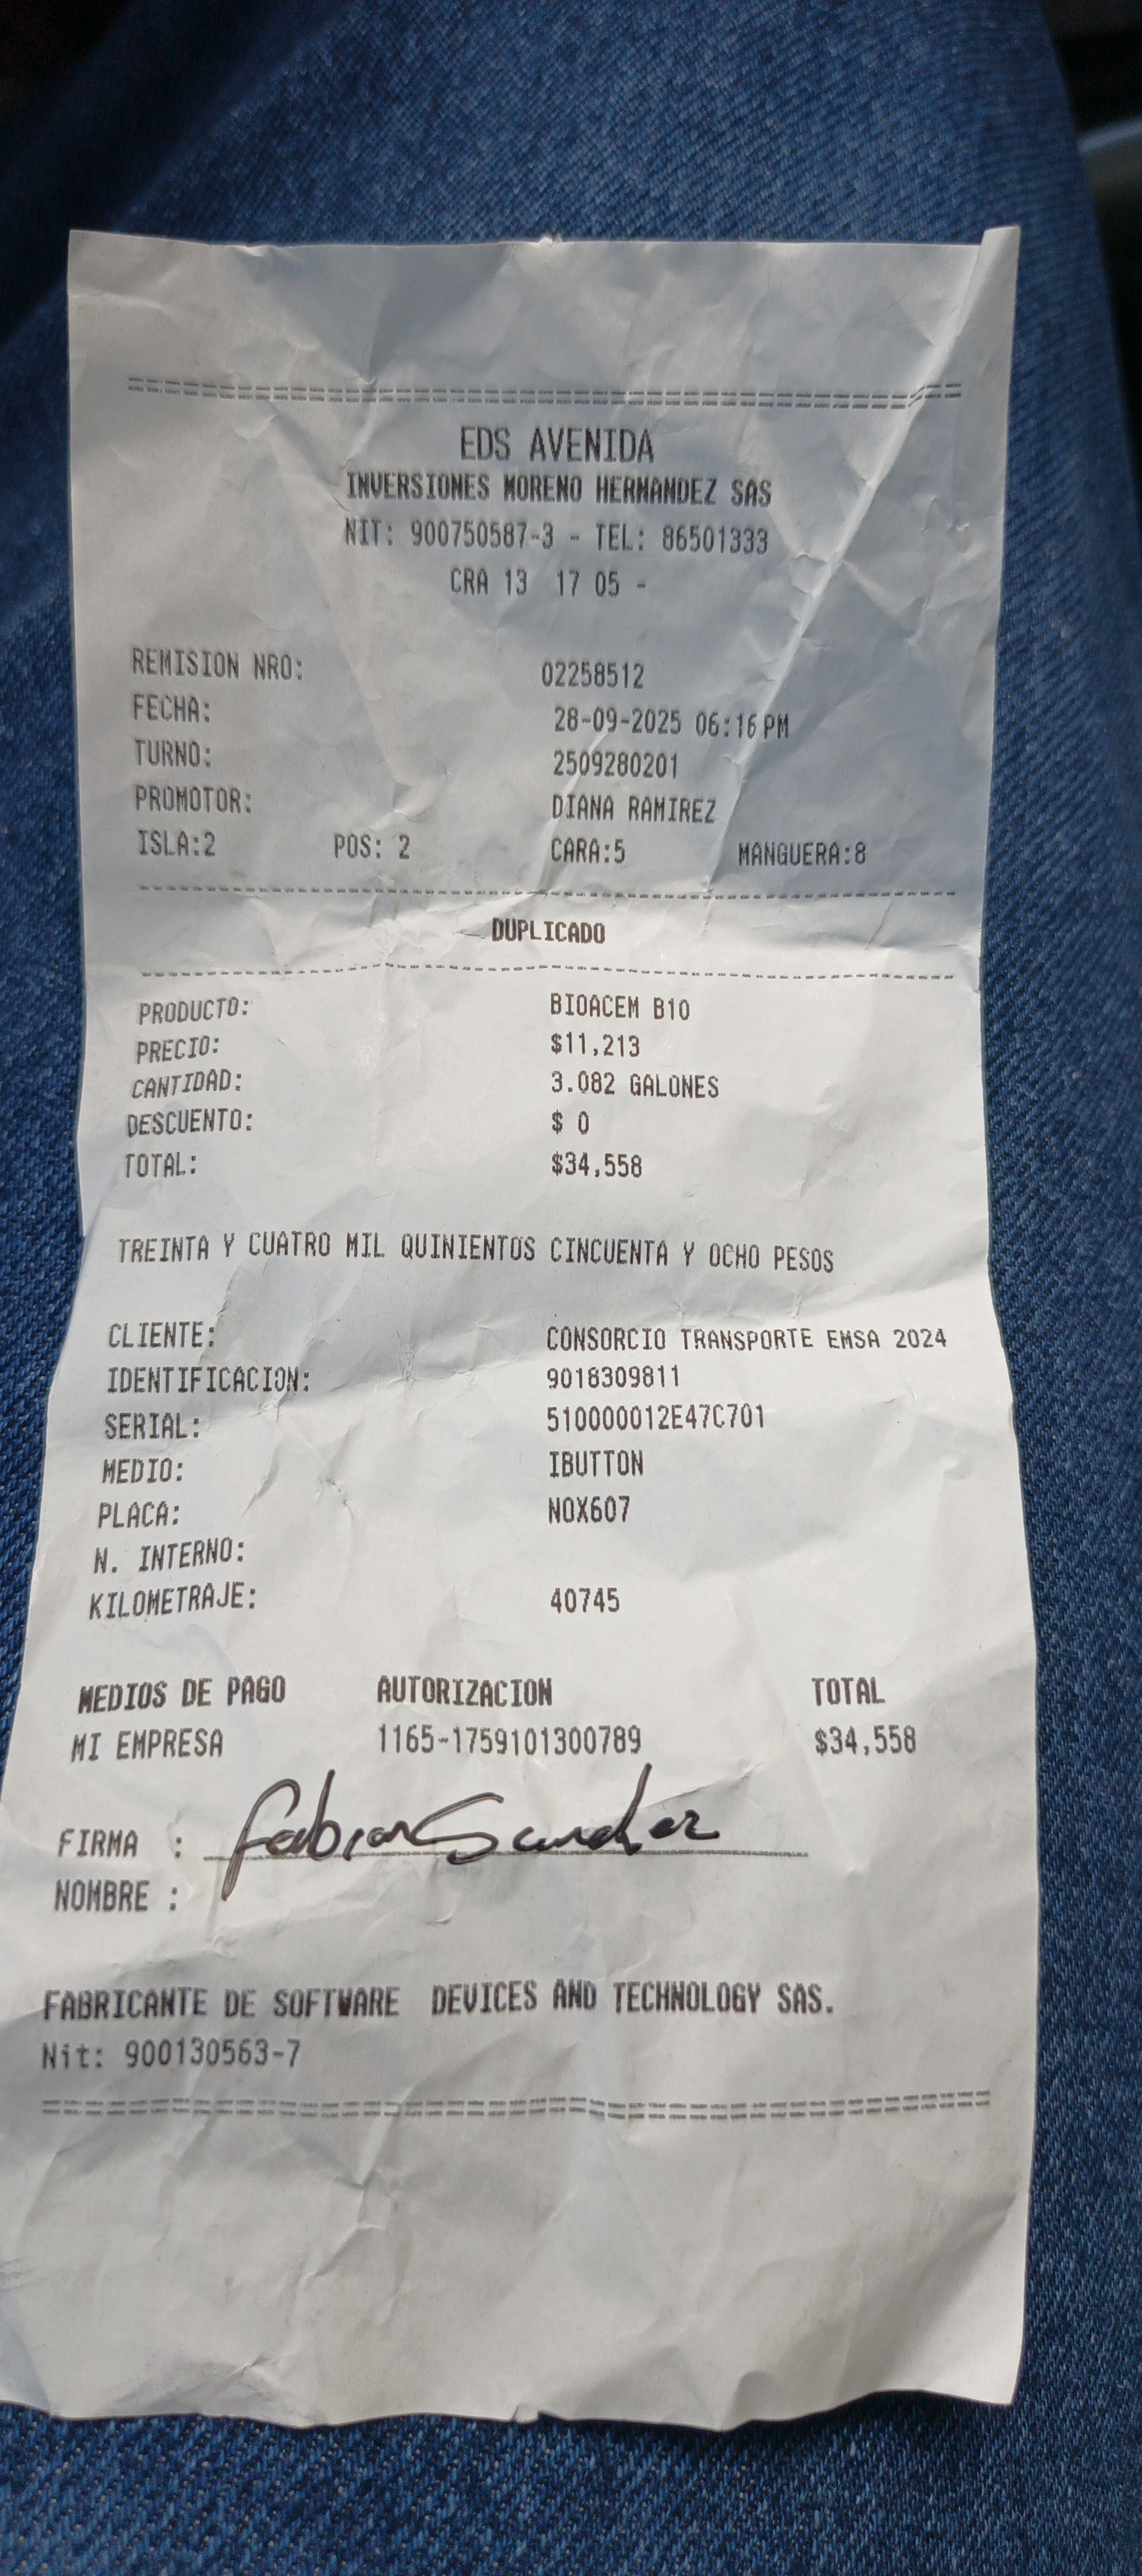 EDS AVENIDA
INVERSIONES MORENO HERNANDEZ SAS
NIT: 900750587-3 - TEL: 86501333
CRA 13 17 05 -
REMISION NRO: 02258512
FECHA: 28-09-2025 06:16 PM
TURNO: 2509280201
PROMOTOR: DIANA RAMIREZ
ISLA:2 POS: 2 CARA:5 MANGUERA:8
DUPLICADO
PRODUCTO: BIOACEM B10
PRECIO: $11,213
CANTIDAD: 3.082 GALONES
DESCUENTO: $ 0
TOTAL: $34,558
TREINTA Y CUATRO MIL QUINIENTOS CINCUENTA Y OCHO PESOS
CLIENTE: CONSORCIO TRANSPORTE EMSA 2024
IDENTIFICACION: 9018309811
SERIAL: 510000012E47C701
MEDIO: IBUTTON
PLACA: NOX607
N. INTERNO:
KILOMETRAJE: 40745
MEDIOS DE PAGO AUTORIZACION TOTAL
MI EMPRESA 1165-1759101300789 $34,558
FIRMA : Fabian Sanchez
NOMBRE :
FABRICANTE DE SOFTWARE DEVICES AND TECHNOLOGY SAS.
Nit: 900130563-7